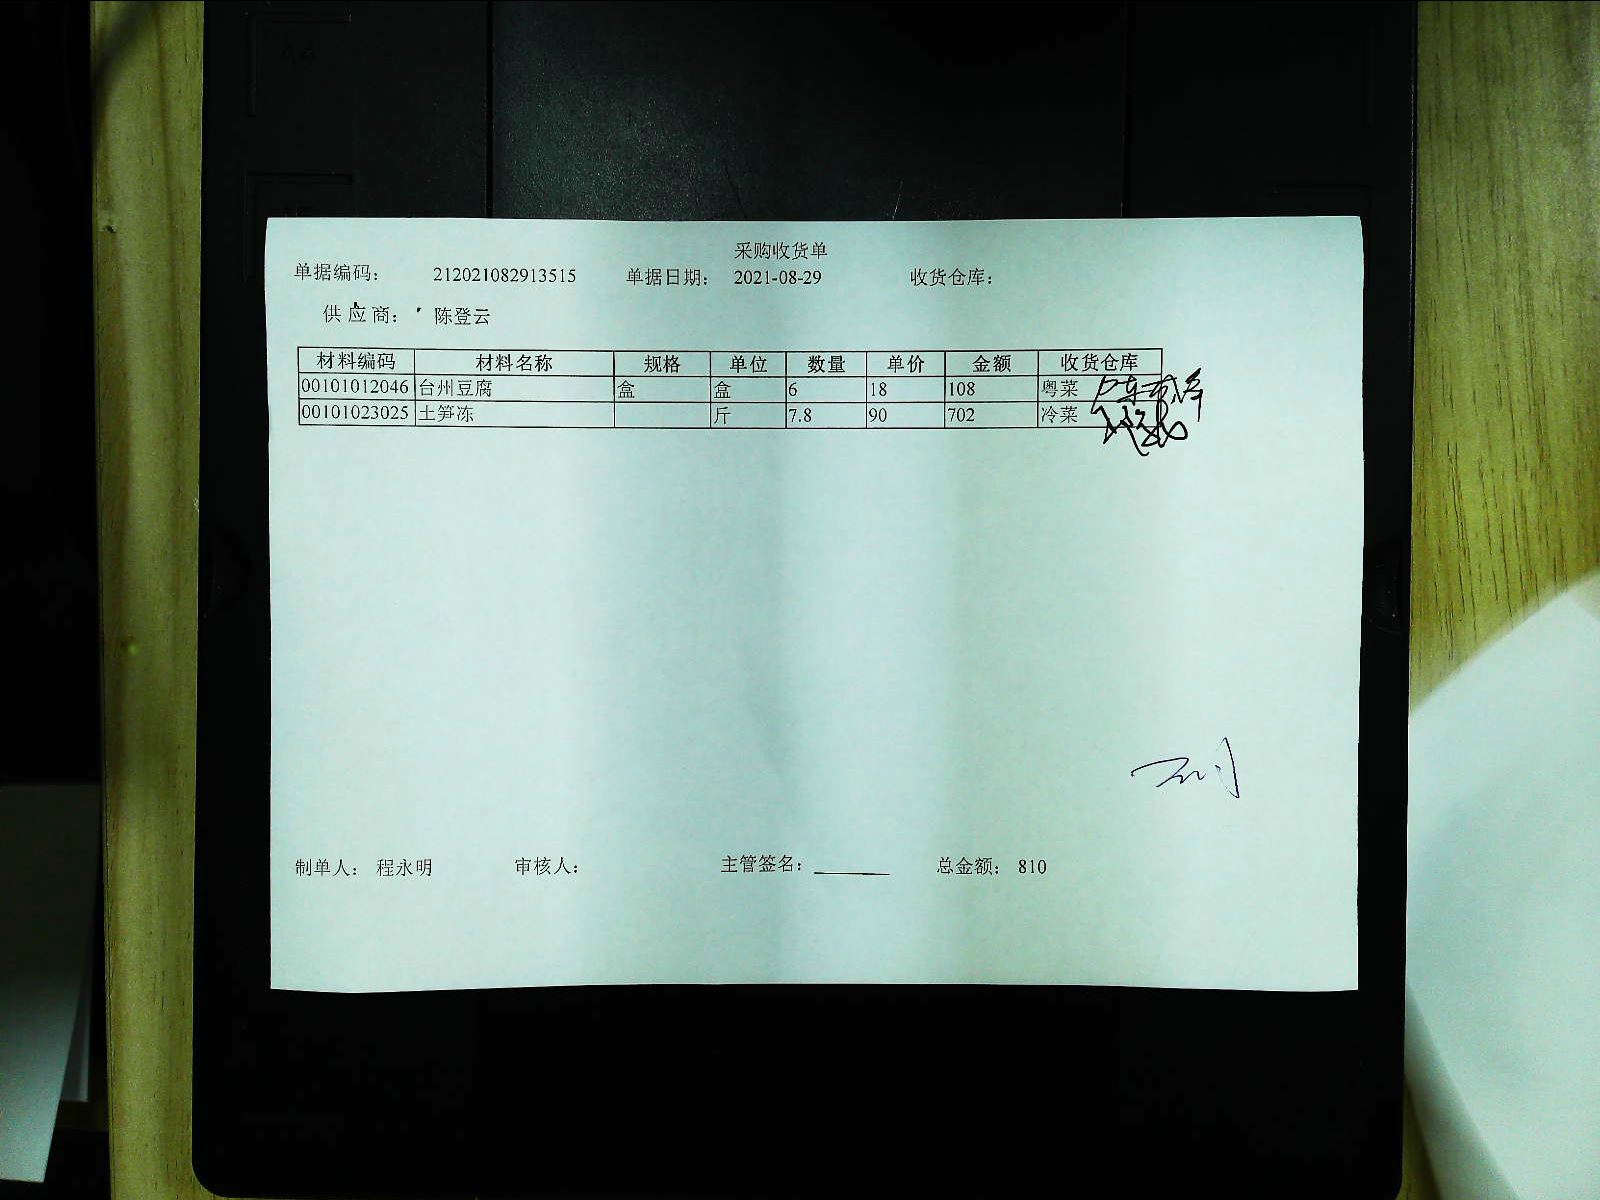 采购收货单
单据编码： 212021082913515 单据日期： 2021-08-29 收货仓库：
供应商： 陈登云
材料编码 材料名称 规格 单位 数量 单价 金额 收货仓库
00101012046 台州豆腐 盒 盒 6 18 108 粤菜
00101023025 土笋冻 斤 7.8 90 702 冷菜
制单人： 程永明 审核人： 主管签名： 总金额： 810